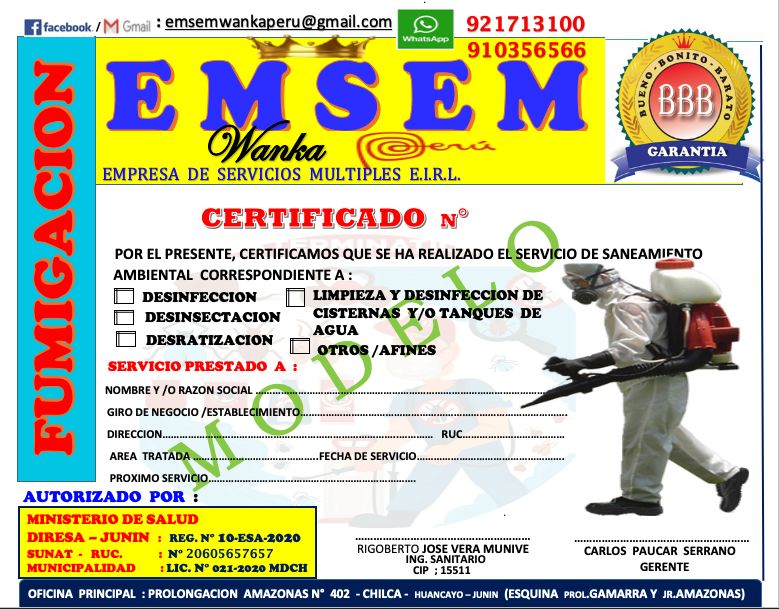 facebook. / Gmail : emsemwankaperu@gmail.com WhatsApp 921713100
910356566
FUMIGACION
EMSEM
Wanka Perú
EMPRESA DE SERVICIOS MULTIPLES E.I.R.L.
BUENO - BONITO - BARATO
BBB
GARANTIA
CERTIFICADO N°
POR EL PRESENTE, CERTIFICAMOS QUE SE HA REALIZADO EL SERVICIO DE SANEAMIENTO
AMBIENTAL CORRESPONDIENTE A :
DESINFECCION
DESINSECTACION
DESRATIZACION
LIMPIEZA Y DESINFECCION DE
CISTERNAS Y/O TANQUES DE
AGUA
OTROS /AFINES
MODELO
SERVICIO PRESTADO A :
NOMBRE Y /O RAZON SOCIAL ........................................
GIRO DE NEGOCIO /ESTABLECIMIENTO........................................
DIRECCION........................................ RUC........................
AREA TRATADA ........................FECHA DE SERVICIO........................
PROXIMO SERVICIO........................................
AUTORIZADO POR :
MINISTERIO DE SALUD
DIRESA – JUNIN : REG. N° 10-ESA-2020
SUNAT - RUC. : N° 20605657657
MUNICIPALIDAD : LIC. N° 021-2020 MDCH
RIGOBERTO JOSE VERA MUNIVE
ING. SANITARIO
CIP ; 15511
CARLOS PAUCAR SERRANO
GERENTE
OFICINA PRINCIPAL : PROLONGACION AMAZONAS N° 402 - CHILCA - HUANCAYO – JUNIN (ESQUINA PROL.GAMARRA Y JR.AMAZONAS)